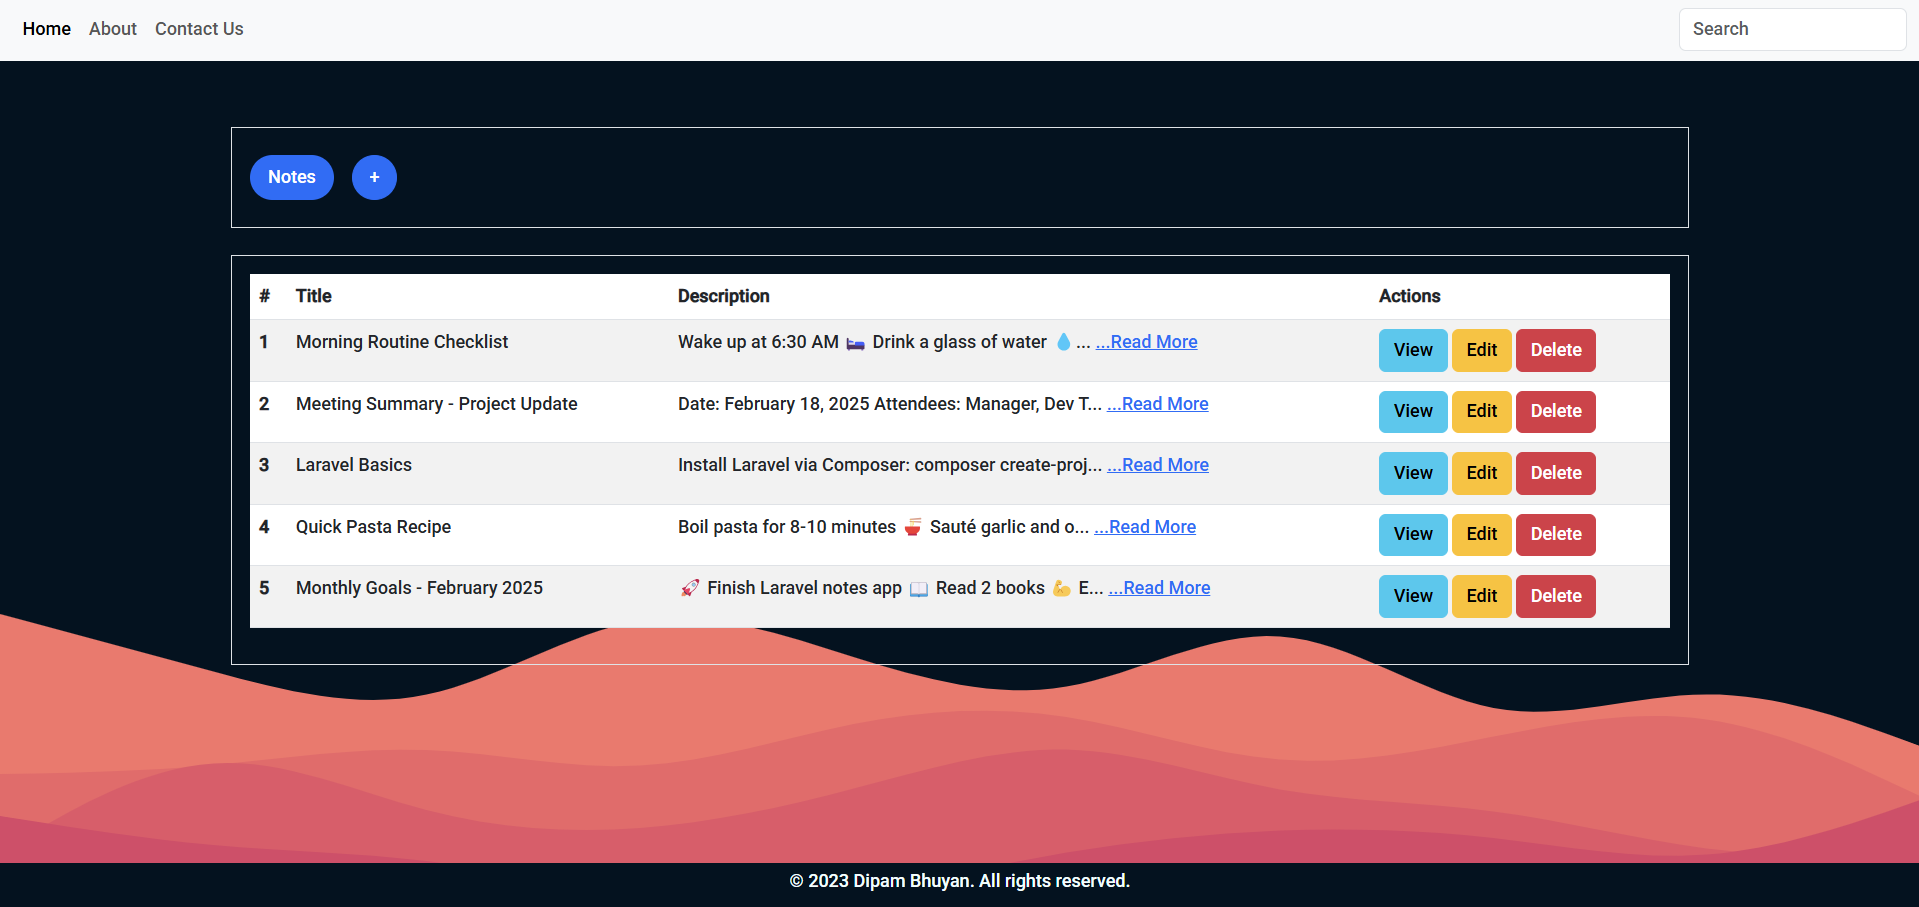 Home About Contact Us Search
Notes +
# Title Description Actions
1 Morning Routine Checklist Wake up at 6:30 AM 🛌 Drink a glass of water 💧 ... ...Read More View Edit Delete
2 Meeting Summary - Project Update Date: February 18, 2025 Attendees: Manager, Dev T... ...Read More View Edit Delete
3 Laravel Basics Install Laravel via Composer: composer create-proj... ...Read More View Edit Delete
4 Quick Pasta Recipe Boil pasta for 8-10 minutes 🍜 Sauté garlic and o... ...Read More View Edit Delete
5 Monthly Goals - February 2025 🚀 Finish Laravel notes app 📖 Read 2 books 💪 E... ...Read More View Edit Delete
© 2023 Dipam Bhuyan. All rights reserved.